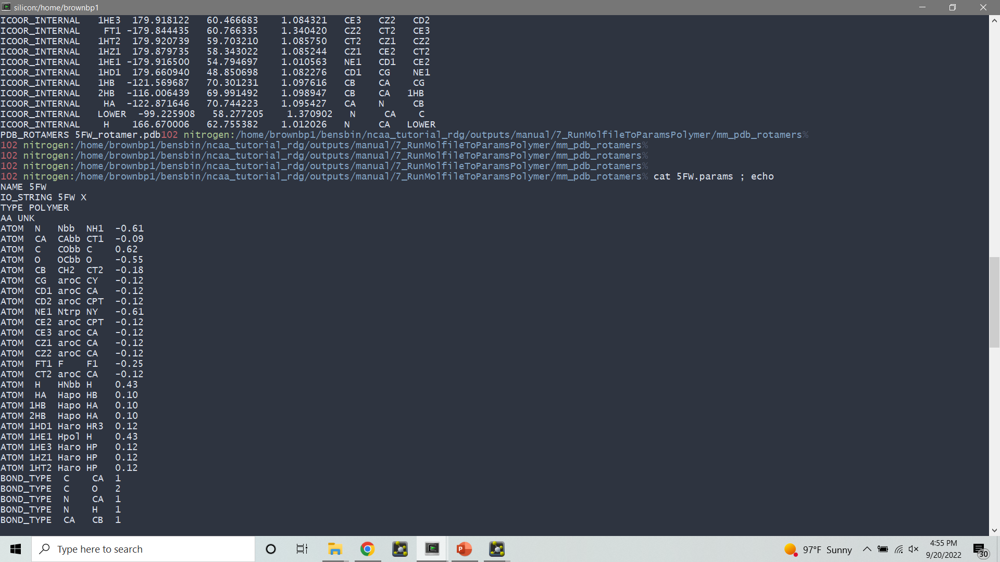 silicon:/home/brownbp1
ICOOR_INTERNAL   1HE3  179.918122   60.466683    1.084321   CE3   CZ2   CD2
ICOOR_INTERNAL    FT1 -179.844435   60.766335    1.340420   CZ2   CT2   CE3
ICOOR_INTERNAL   1HT2  179.920739   59.703210    1.085750   CT2   CZ1   CZ2
ICOOR_INTERNAL   1HZ1  179.879735   58.343022    1.085244   CZ1   CE2   CT2
ICOOR_INTERNAL   1HE1 -179.916500   54.794697    1.010563   NE1   CD1   CE2
ICOOR_INTERNAL   1HD1  179.660940   48.850698    1.082276   CD1   CG    NE1
ICOOR_INTERNAL   1HB  -121.569687   70.301231    1.097616   CB    CA    CG
ICOOR_INTERNAL   2HB  -116.006439   69.991492    1.098947   CB    CA   1HB
ICOOR_INTERNAL    HA  -122.871646   70.744223    1.095427   CA    N     CB
ICOOR_INTERNAL   LOWER  -99.225908   58.277205    1.370902   N     CA    C
ICOOR_INTERNAL    H    166.670006   62.755382    1.012026   N     CA   LOWER
PDB_ROTAMERS 5FW_rotamer.pdb102 nitrogen:/home/brownbp1/bensbin/ncaa_tutorial_rdg/outputs/manual/7_RunMolfileToParamsPolymer/mm_pdb_rotamers%
102 nitrogen:/home/brownbp1/bensbin/ncaa_tutorial_rdg/outputs/manual/7_RunMolfileToParamsPolymer/mm_pdb_rotamers%
102 nitrogen:/home/brownbp1/bensbin/ncaa_tutorial_rdg/outputs/manual/7_RunMolfileToParamsPolymer/mm_pdb_rotamers%
102 nitrogen:/home/brownbp1/bensbin/ncaa_tutorial_rdg/outputs/manual/7_RunMolfileToParamsPolymer/mm_pdb_rotamers%
102 nitrogen:/home/brownbp1/bensbin/ncaa_tutorial_rdg/outputs/manual/7_RunMolfileToParamsPolymer/mm_pdb_rotamers% cat 5FW.params ; echo
NAME 5FW
IO_STRING 5FW X
TYPE POLYMER
AA UNK
ATOM  N   Nbb  NH1  -0.61
ATOM  CA  CAbb CT1  -0.09
ATOM  C   CObb C    0.62
ATOM  O   OCbb O    -0.55
ATOM  CB  CH2  CT2  -0.18
ATOM  CG  aroC CY   -0.12
ATOM  CD1 aroC CA   -0.12
ATOM  CD2 aroC CPT  -0.12
ATOM  NE1 Ntrp NY   -0.61
ATOM  CE2 aroC CPT  -0.12
ATOM  CE3 aroC CA   -0.12
ATOM  CZ1 aroC CA   -0.12
ATOM  CZ2 aroC CA   -0.12
ATOM  FT1 F    F1   -0.25
ATOM  CT2 aroC CA   -0.12
ATOM  H   HNbb H    0.43
ATOM  HA  Hapo HB   0.10
ATOM 1HB  Hapo HA   0.10
ATOM 2HB  Hapo HA   0.10
ATOM 1HD1 Haro HR3  0.12
ATOM 1HE1 Hpol H    0.43
ATOM 1HE3 Haro HP   0.12
ATOM 1HZ1 Haro HP   0.12
ATOM 1HT2 Haro HP   0.12
BOND_TYPE  C    CA  1
BOND_TYPE  C    O   2
BOND_TYPE  N    CA  1
BOND_TYPE  N    H   1
BOND_TYPE  CA   CB  1
Type here to search
P
97°F Sunny
4:55 PM
9/20/2022
30